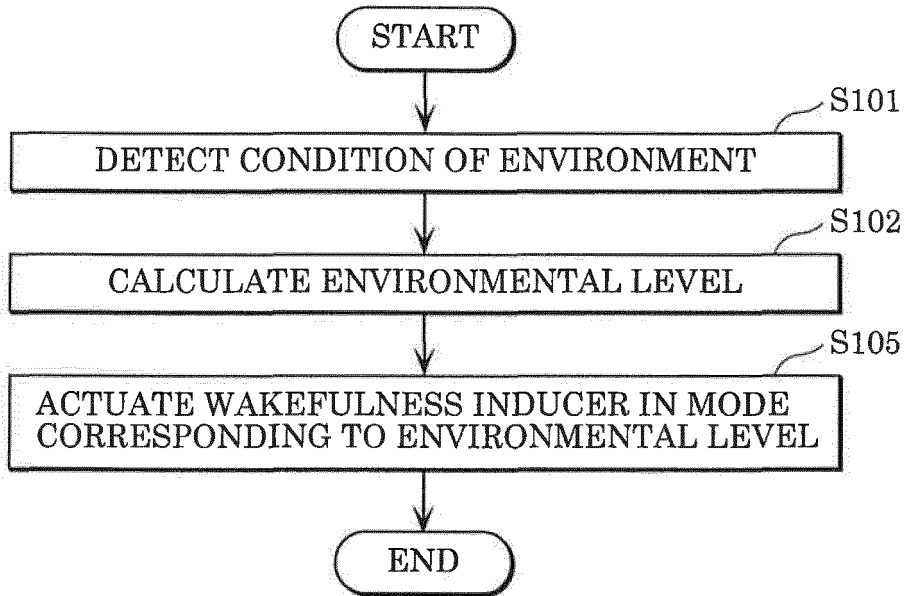 START
S101
DETECT CONDITION OF ENVIRONMENT
S102
CALCULATE ENVIRONMENTAL LEVEL
S105
ACTUATE WAKEFULNESS INDUCER IN MODE
CORRESPONDING TO ENVIRONMENTAL LEVEL
END